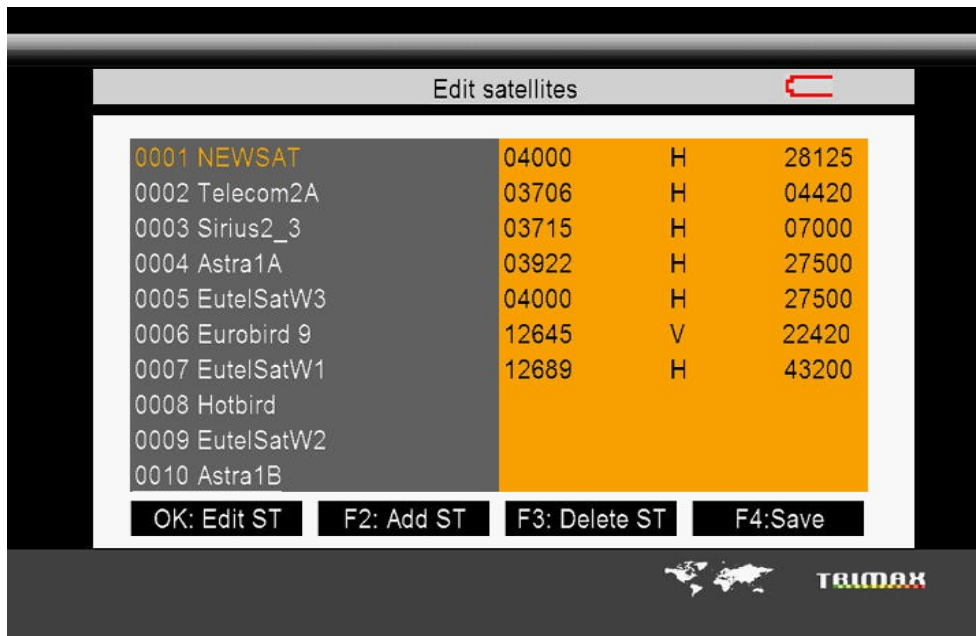 Edit satellites
0001 NEWSAT 04000 H 28125
0002 Telecom2A 03706 H 04420
0003 Sirius2_3 03715 H 07000
0004 Astra1A 03922 H 27500
0005 EutelSatW3 04000 H 27500
0006 Eurobird 9 12645 V 22420
0007 EutelSatW1 12689 H 43200
0008 Hotbird
0009 EutelSatW2
0010 Astra1B
OK: Edit ST F2: Add ST F3: Delete ST F4:Save
TRIMAX